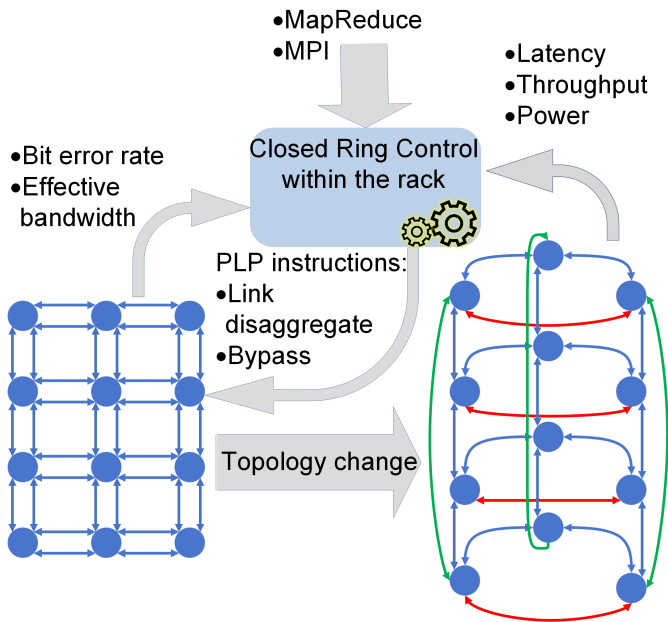 •MapReduce
•MPI
•Latency
•Throughput
•Power
Closed Ring Control
within the rack
•Bit error rate
•Effective
bandwidth
PLP instructions:
•Link
disaggregate
•Bypass
Topology change